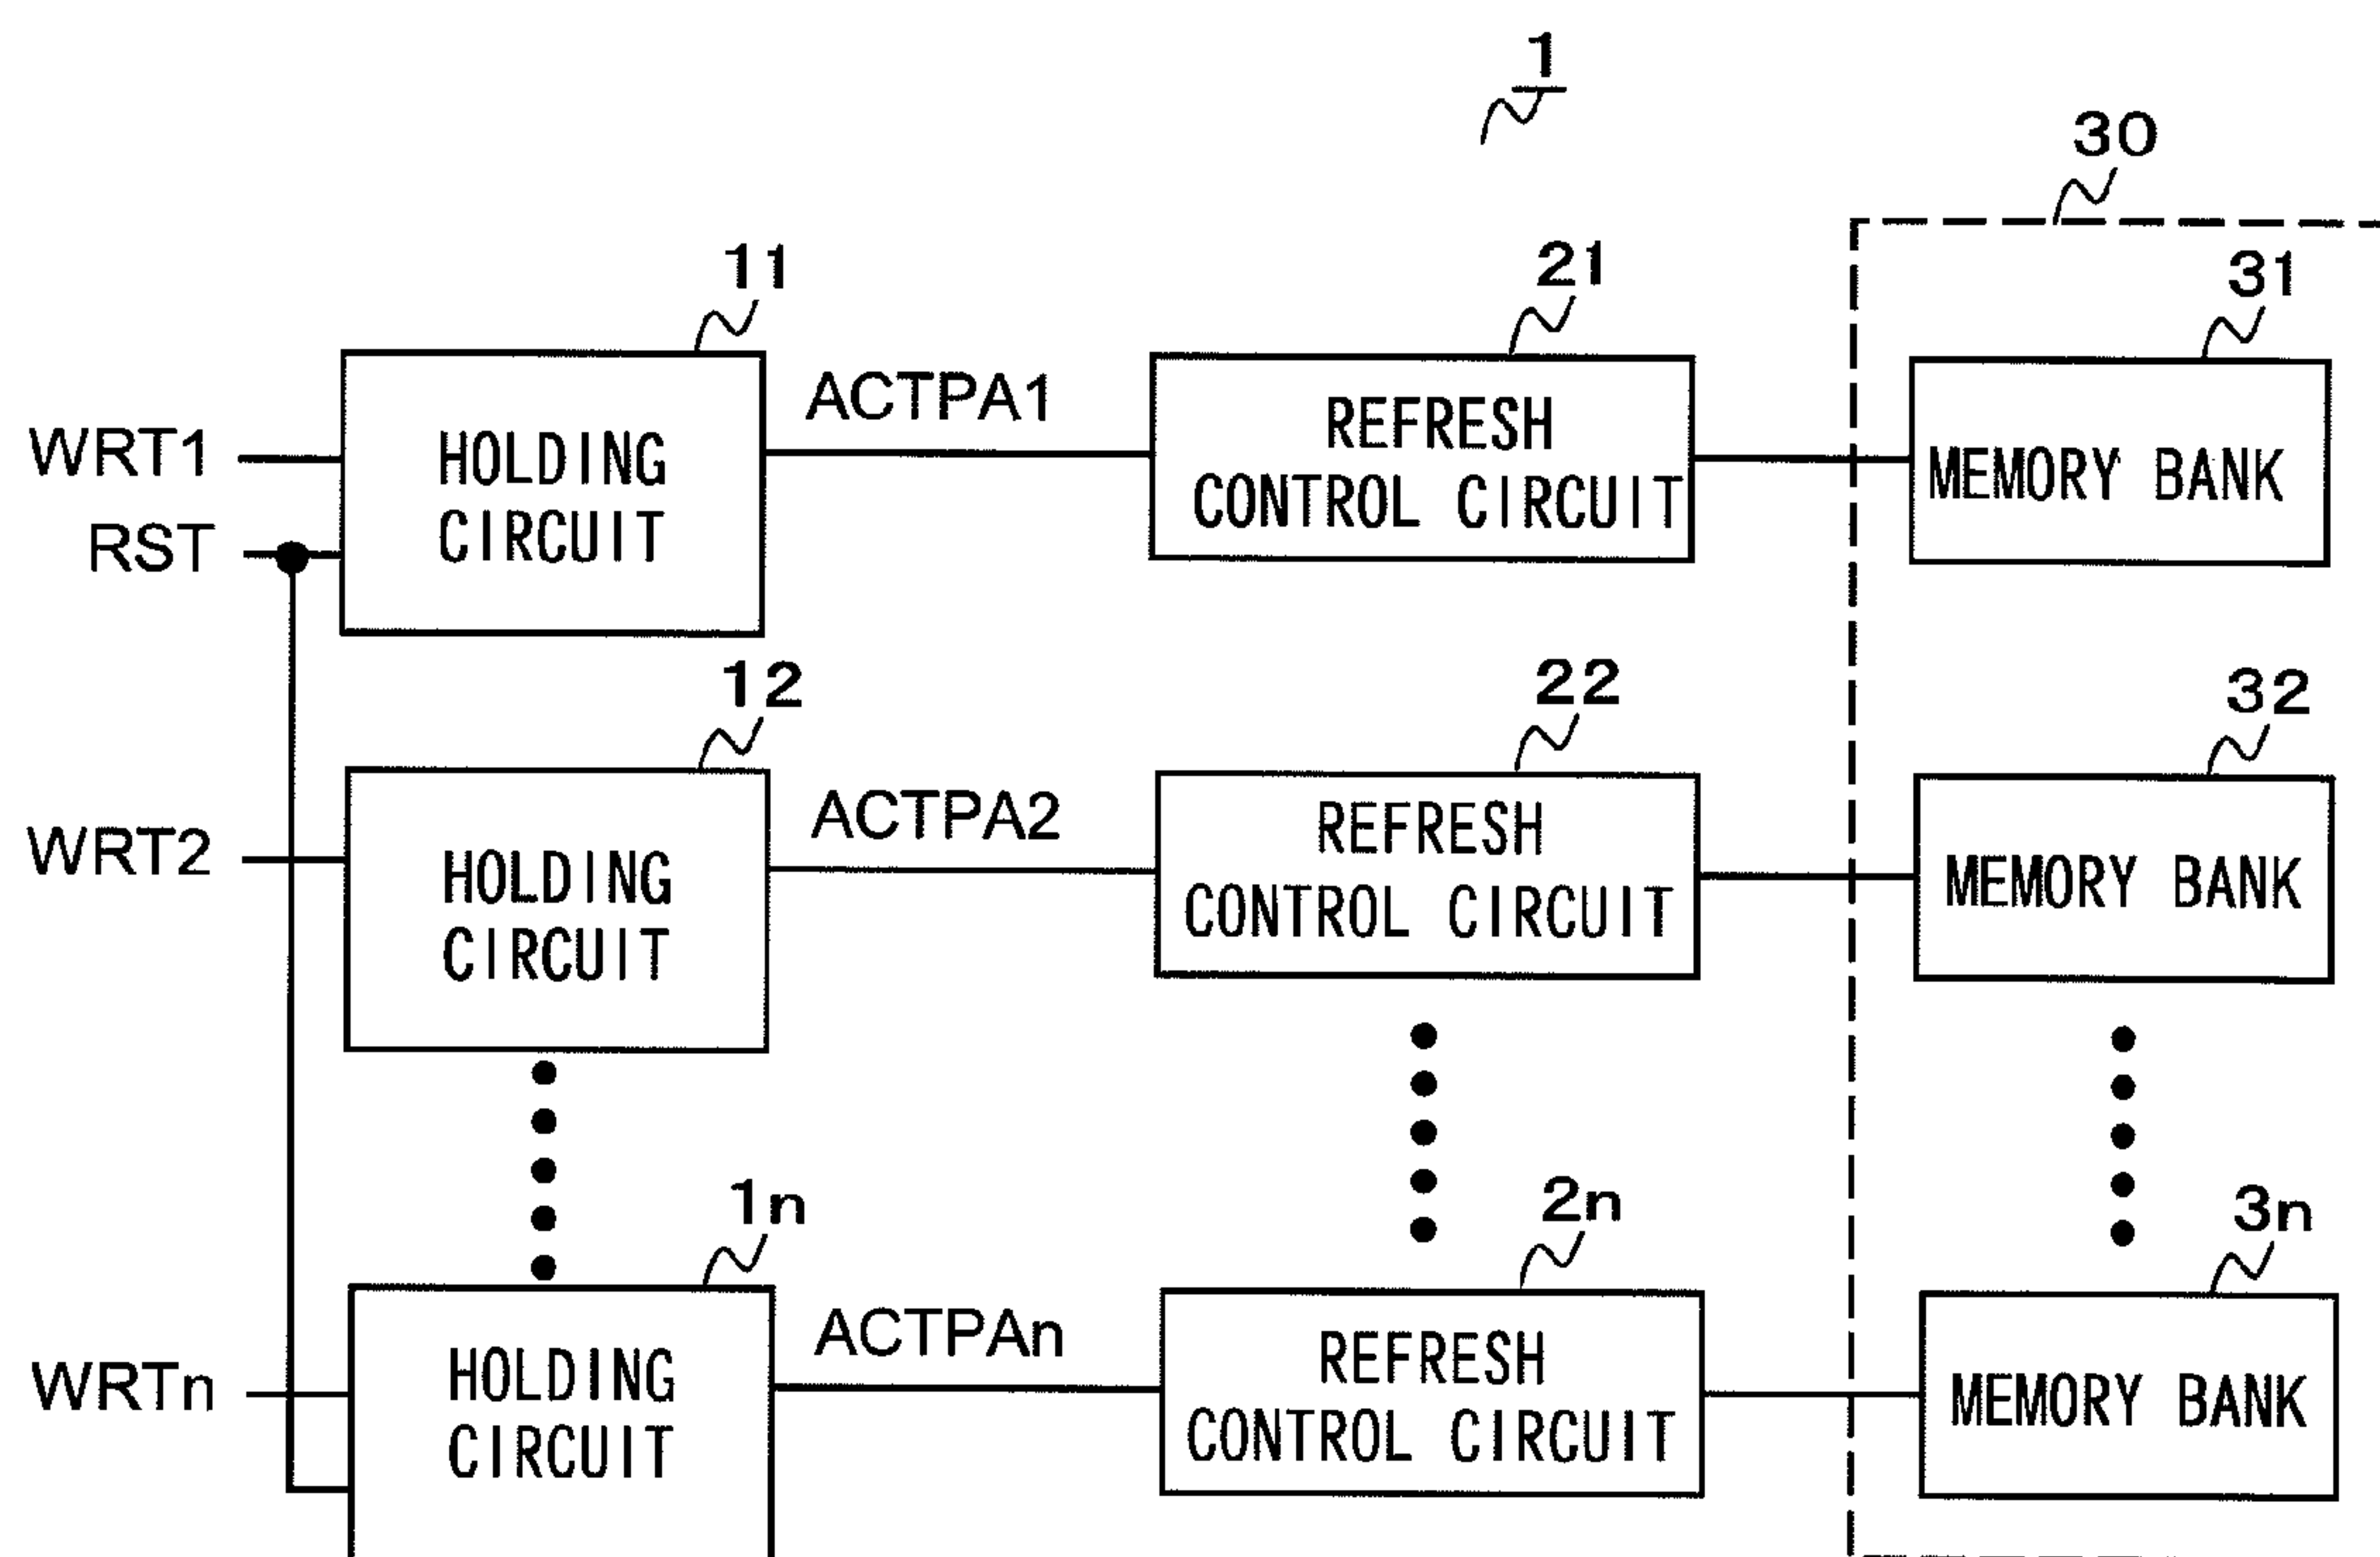 1
30
11
21
31
WRT1
RST
HOLDING
CIRCUIT
ACTPA1
REFRESH
CONTROL CIRCUIT
MEMORY BANK
12
22
32
WRT2
HOLDING
CIRCUIT
ACTPA2
REFRESH
CONTROL CIRCUIT
MEMORY BANK
1n
2n
3n
WRTn
HOLDING
CIRCUIT
ACTPAn
REFRESH
CONTROL CIRCUIT
MEMORY BANK